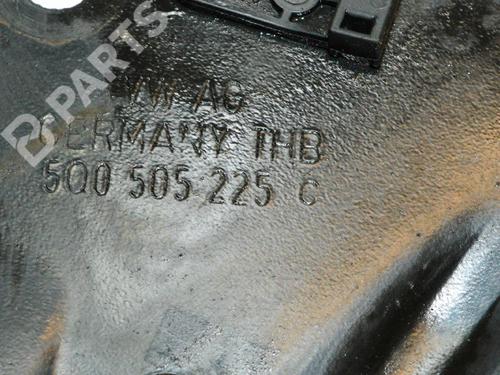 B-PARTS
VW AG
GERMANY THB
5Q0 505 225 C